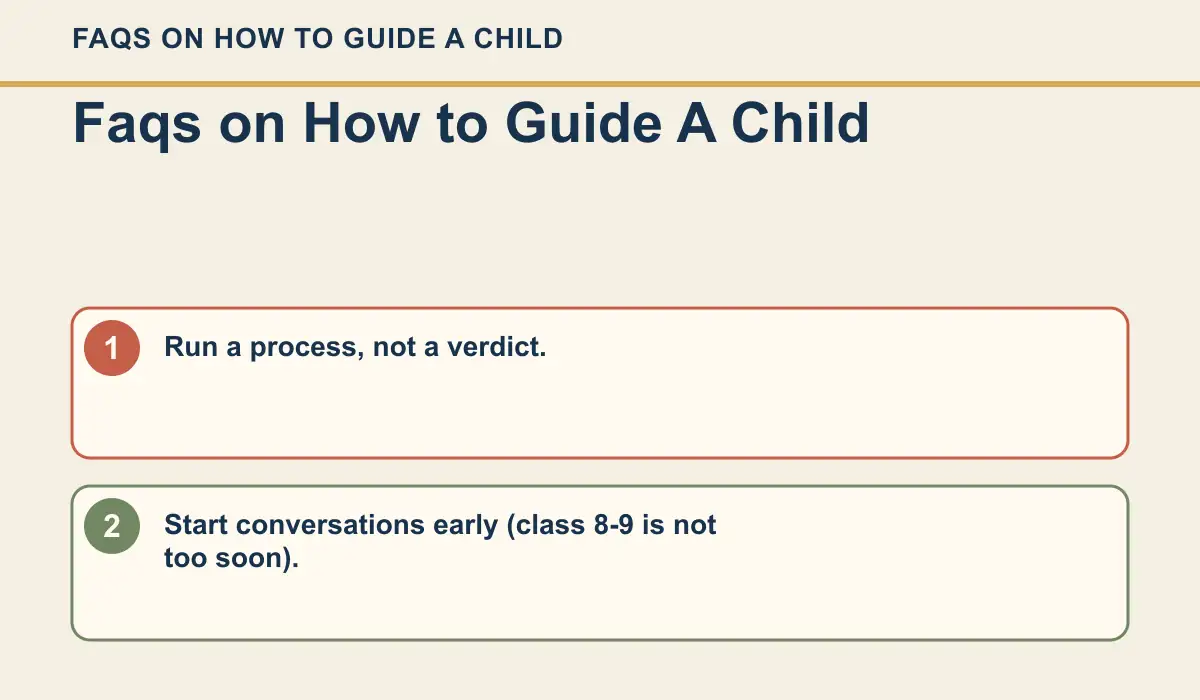 FAQS ON HOW TO GUIDE A CHILD
Faqs on How to Guide A Child
1
Run a process, not a verdict.
2
Start conversations early (class 8-9 is not
too soon).